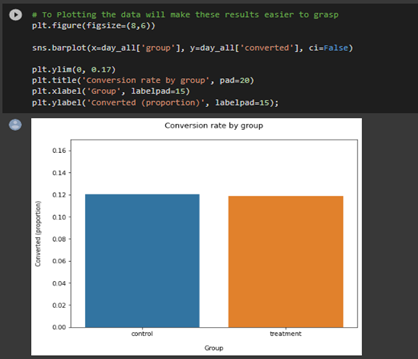 # To Plotting the data will make these results easier to grasp
plt.figure(figsize=(8,6))
sns.barplot(x=day_all['group'], y=day_all['converted'], ci=False)
plt.ylim(0, 0.17)
plt.title('Conversion rate by group', pad=20)
plt.xlabel('Group', labelpad=15)
plt.ylabel('Converted (proportion)', labelpad=15);
Conversion rate by group
Converted (proportion)
0.16
0.14
0.12
0.10
0.08
0.06
0.04
0.02
0.00
control treatment
Group